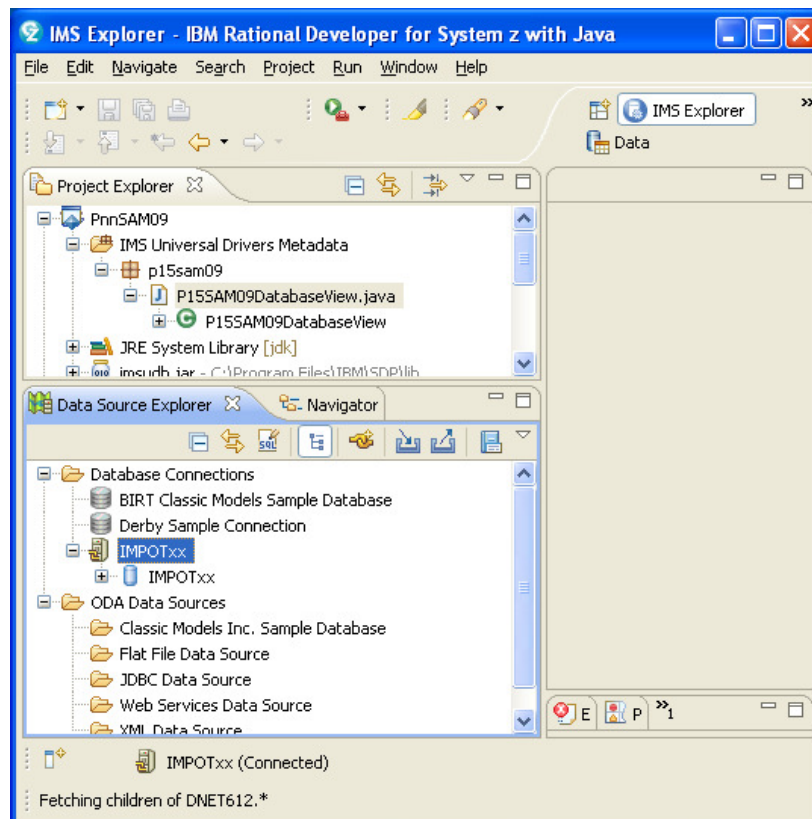 IMS Explorer - IBM Rational Developer for System z with Java
File Edit Navigate Search Project Run Window Help
IMS Explorer
Data
Project Explorer
PnnSAM09
IMS Universal Drivers Metadata
p15sam09
P15SAM09DatabaseView.java
P15SAM09DatabaseView
JRE System Library [jdk]
imsudb.jar - C:\Program Files\IBM\SDP\lib
Data Source Explorer Navigator
SQL
Database Connections
BIRT Classic Models Sample Database
Derby Sample Connection
IMPOTxx
IMPOTxx
ODA Data Sources
Classic Models Inc. Sample Database
Flat File Data Source
JDBC Data Source
Web Services Data Source
XML Data Source
E P »1
IMPOTxx (Connected)
Fetching children of DNET612.*